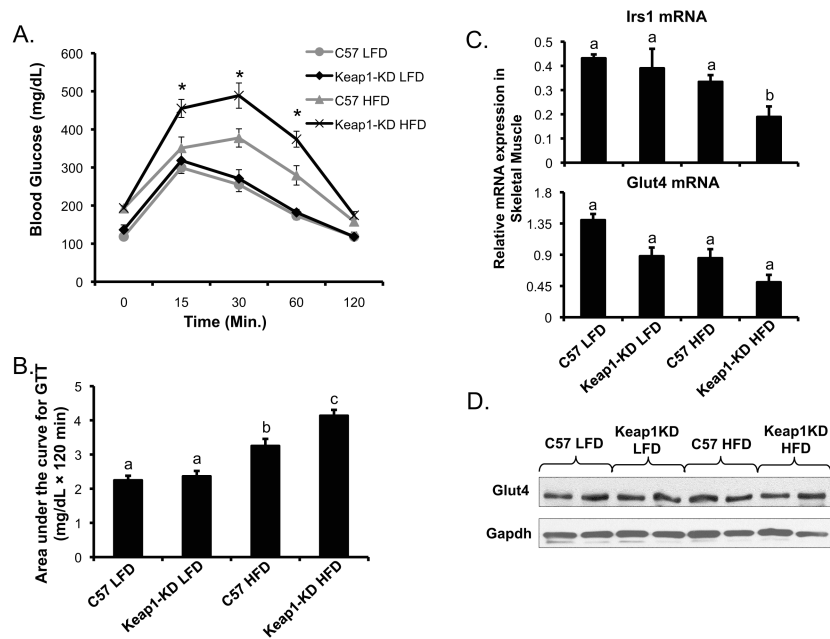 A.
Blood Glucose (mg/dL)
600
500
400
300
200
100
0
0 15 30 60 120
Time (Min.)
* * *
C57 LFD
Keap1-KD LFD
C57 HFD
Keap1-KD HFD
B.
Area under the curve for GTT
(mg/dL × 120 min)
5
4
3
2
1
0
a a b c
C57 LFD
Keap1-KD LFD
C57 HFD
Keap1-KD HFD
C.
Relative mRNA expression in
Skeletal Muscle
Irs1 mRNA
0.5
0.4
0.3
0.2
0.1
0
a a a b
Glut4 mRNA
1.8
1.35
0.9
0.45
0
a a a a
C57 LFD
Keap1-KD LFD
C57 HFD
Keap1-KD HFD
D.
C57 LFD
Keap1KD
LFD
C57 HFD
Keap1KD
HFD
Glut4
Gapdh